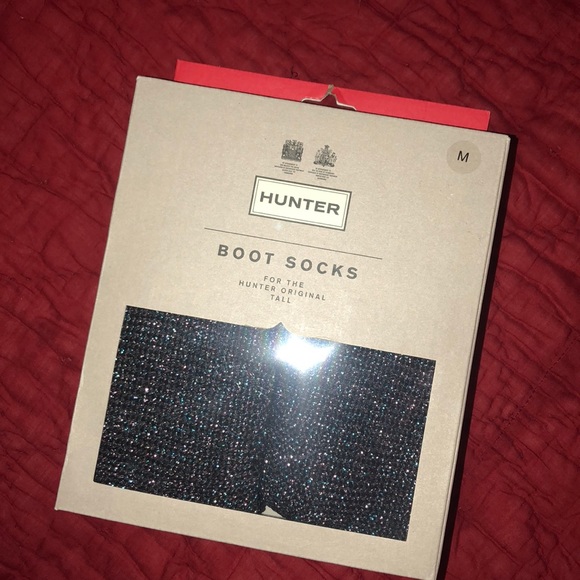 M
HUNTER
BOOT SOCKS
FOR THE
HUNTER ORIGINAL
TALL